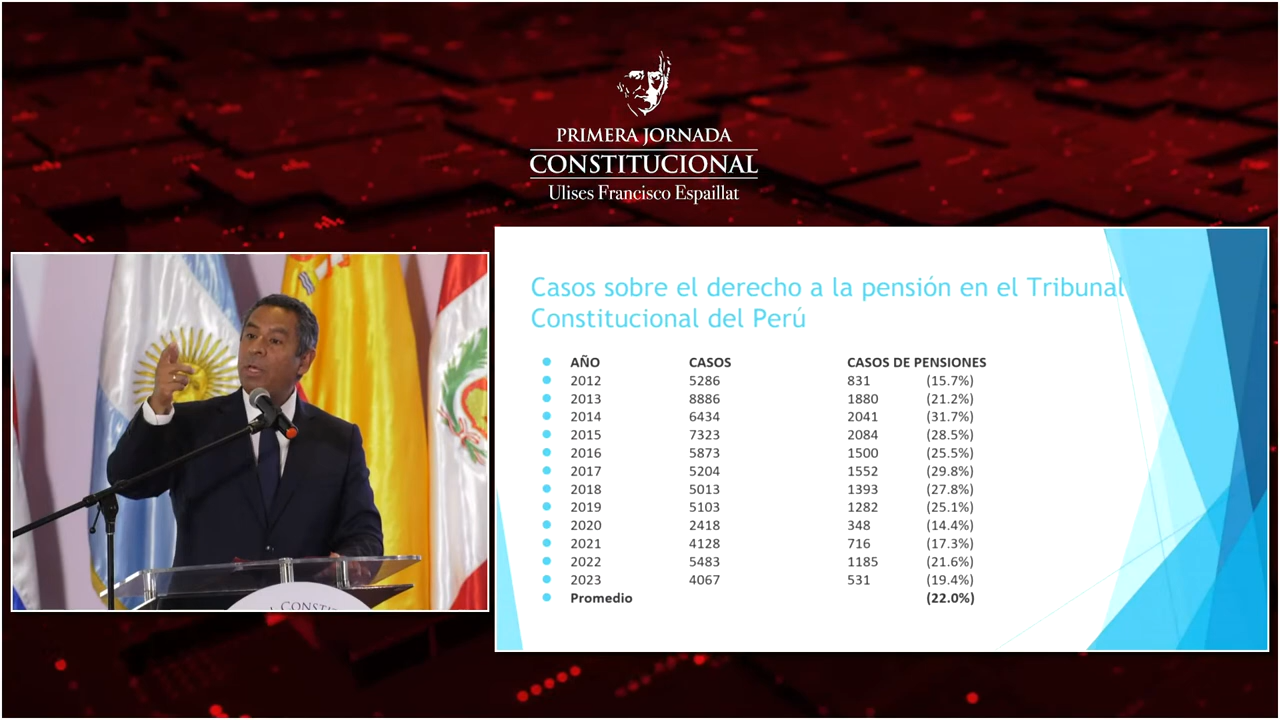 PRIMERA JORNADA
CONSTITUCIONAL
Ulises Francisco Espaillat
Casos sobre el derecho a la pensión en el Tribunal
Constitucional del Perú
AÑO CASOS CASOS DE PENSIONES
2012 5286 831 (15.7%)
2013 8886 1880 (21.2%)
2014 6434 2041 (31.7%)
2015 7323 2084 (28.5%)
2016 5873 1500 (25.5%)
2017 5204 1552 (29.8%)
2018 5013 1393 (27.8%)
2019 5103 1282 (25.1%)
2020 2418 348 (14.4%)
2021 4128 716 (17.3%)
2022 5483 1185 (21.6%)
2023 4067 531 (19.4%)
Promedio (22.0%)